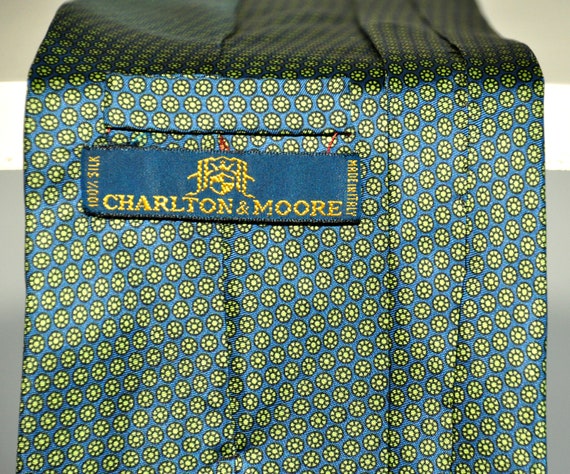 100% SILK
CHARLTON & MOORE
MADE IN ITALY